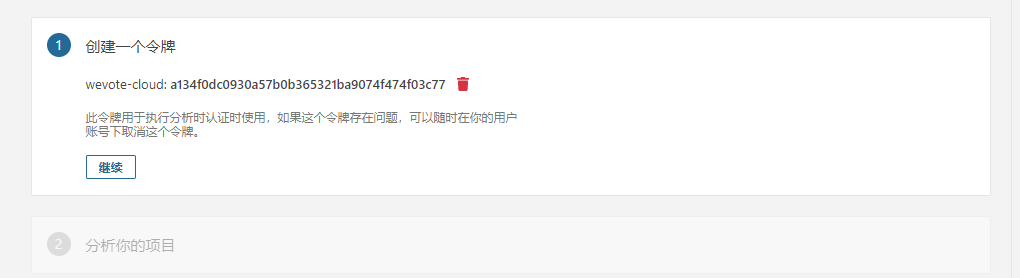 1 创建一个令牌
wevote-cloud: a134f0dc0930a57b0b365321ba9074f474f03c77
此令牌用于执行分析时认证时使用，如果这个令牌存在问题，可以随时在你的用户
账号下取消这个令牌。
继续
2 分析你的项目